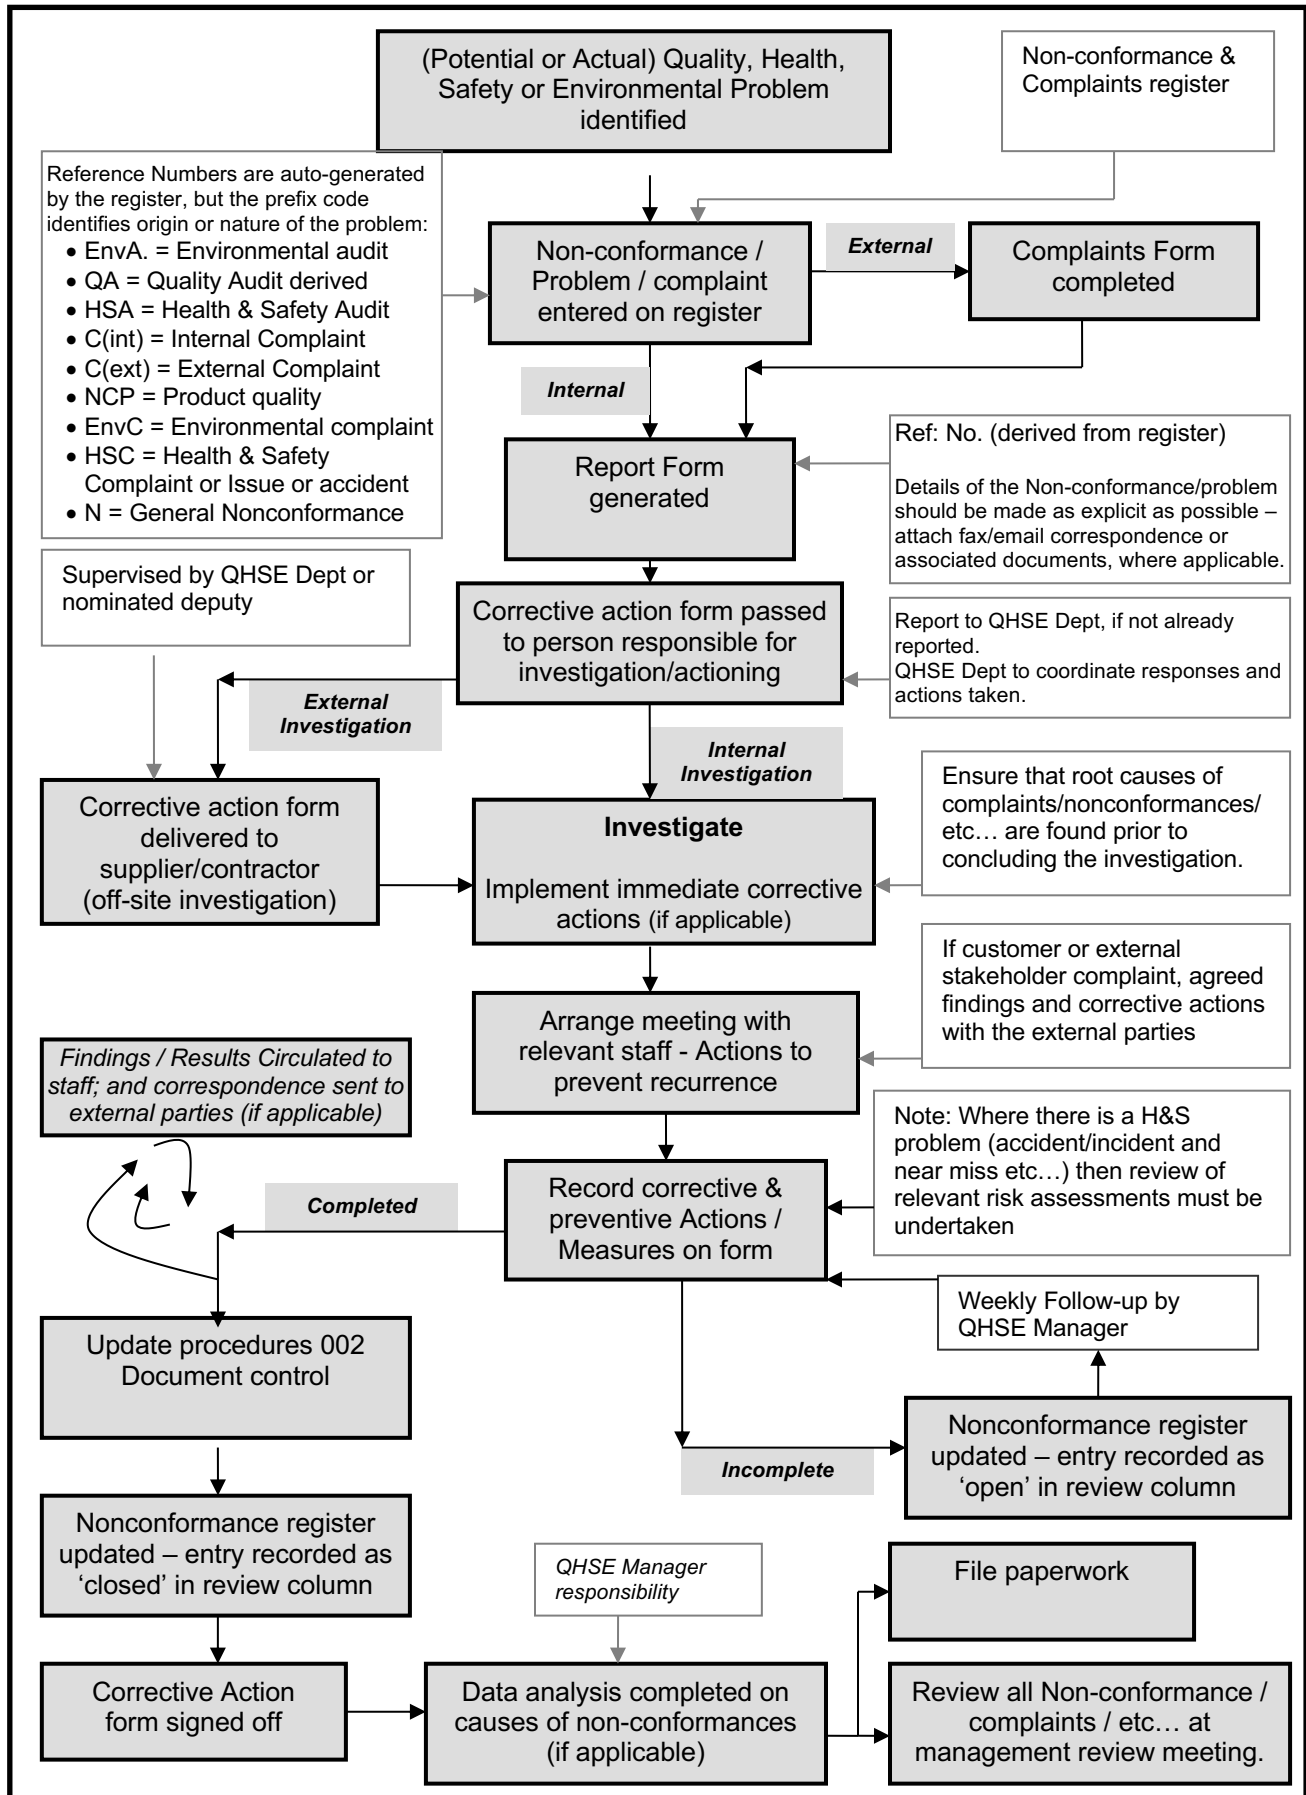 (Potential or Actual) Quality, Health,
Safety or Environmental Problem
identified
Non-conformance &
Complaints register
Reference Numbers are auto-generated
by the register, but the prefix code
identifies origin or nature of the problem:
• EnvA. = Environmental audit
• QA = Quality Audit derived
• HSA = Health & Safety Audit
• C(int) = Internal Complaint
• C(ext) = External Complaint
• NCP = Product quality
• EnvC = Environmental complaint
• HSC = Health & Safety
Complaint or Issue or accident
• N = General Nonconformance
Non-conformance /
Problem / complaint
entered on register
External
Complaints Form
completed
Internal
Report Form
generated
Ref: No. (derived from register)
Details of the Non-conformance/problem
should be made as explicit as possible –
attach fax/email correspondence or
associated documents, where applicable.
Supervised by QHSE Dept or
nominated deputy
Corrective action form passed
to person responsible for
investigation/actioning
Report to QHSE Dept, if not already
reported.
QHSE Dept to coordinate responses and
actions taken.
External
Investigation
Internal
Investigation
Corrective action form
delivered to
supplier/contractor
(off-site investigation)
Investigate
Implement immediate corrective
actions (if applicable)
Ensure that root causes of
complaints/nonconformances/
etc… are found prior to
concluding the investigation.
If customer or external
stakeholder complaint, agreed
findings and corrective actions
with the external parties
Arrange meeting with
relevant staff - Actions to
prevent recurrence
Findings / Results Circulated to
staff; and correspondence sent to
external parties (if applicable)
Note: Where there is a H&S
problem (accident/incident and
near miss etc…) then review of
relevant risk assessments must be
undertaken
Record corrective &
preventive Actions /
Measures on form
Completed
Weekly Follow-up by
QHSE Manager
Update procedures 002
Document control
Nonconformance register
updated – entry recorded as
‘open’ in review column
Incomplete
Nonconformance register
updated – entry recorded as
‘closed’ in review column
QHSE Manager
responsibility
File paperwork
Corrective Action
form signed off
Data analysis completed on
causes of non-conformances
(if applicable)
Review all Non-conformance /
complaints / etc… at
management review meeting.